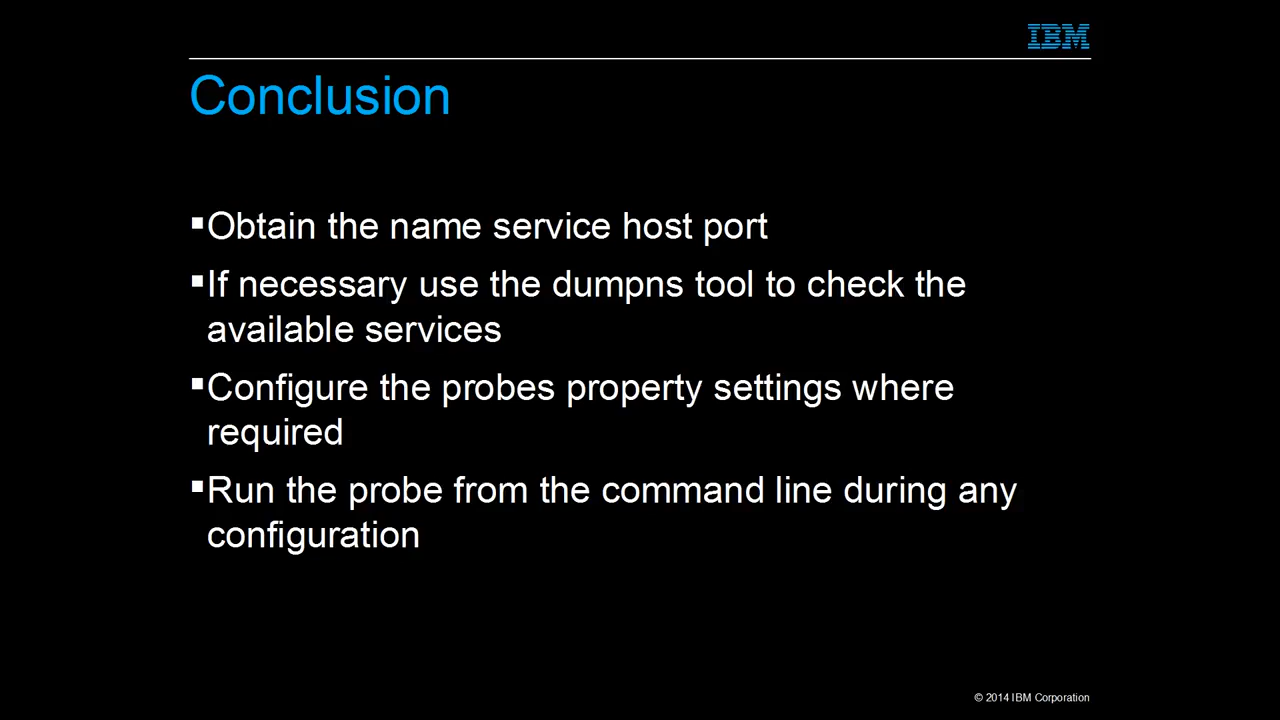 IBM
Conclusion
▪Obtain the name service host port
▪If necessary use the dumpns tool to check the
available services
▪Configure the probes property settings where
required
▪Run the probe from the command line during any
configuration
© 2014 IBM Corporation